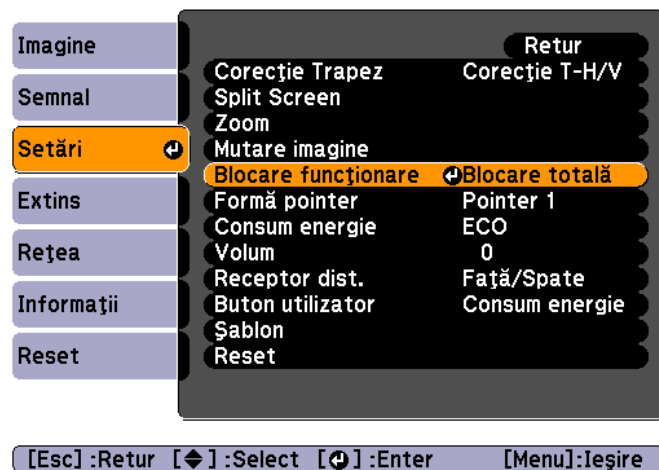 Imagine
Semnal
Setări
Extins
Rețea
Informații
Reset
Retur
Corecție Trapez Corecție T-H/V
Split Screen
Zoom
Mutare imagine
Blocare funcționare Blocare totală
Formă pointer Pointer 1
Consum energie ECO
Volum 0
Receptor dist. Față/Spate
Buton utilizator Consum energie
Șablon
Reset
[Esc] :Retur [◆] :Select [↵] :Enter [Menu]:Ieșire